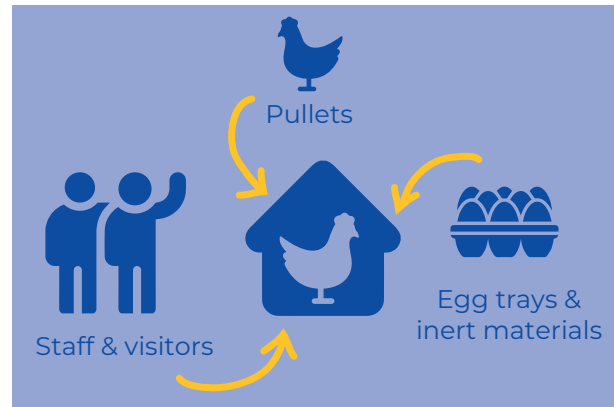 Pullets
Staff & visitors
Egg trays &
inert materials